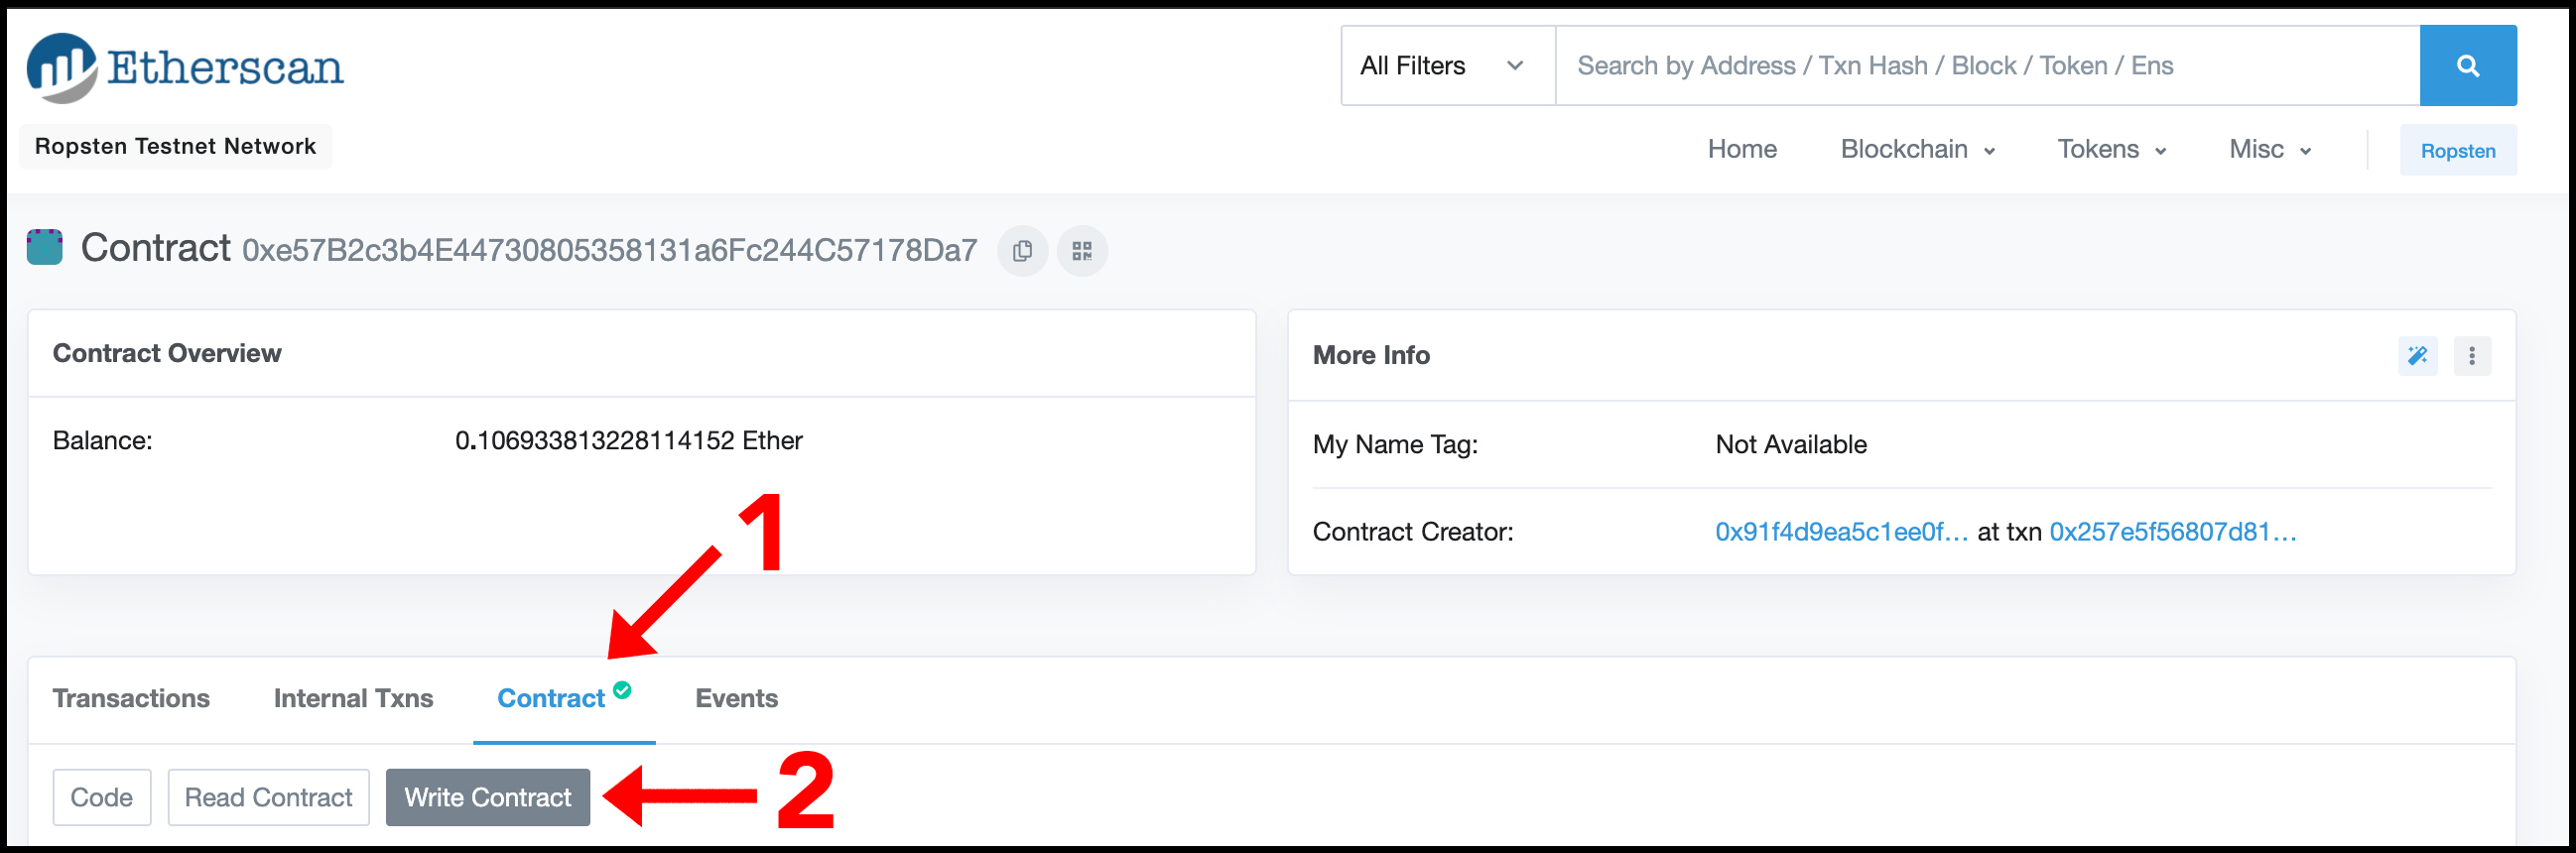 Etherscan
All Filters
Search by Address / Txn Hash / Block / Token / Ens
Ropsten Testnet Network
Home Blockchain Tokens Misc Ropsten
Contract 0xe57B2c3b4E44730805358131a6Fc244C57178Da7
Contract Overview
Balance: 0.106933813228114152 Ether
More Info
My Name Tag: Not Available
Contract Creator: 0x91f4d9ea5c1ee0f... at txn 0x257e5f56807d81...
1
Transactions Internal Txns Contract Events
Code Read Contract Write Contract 2